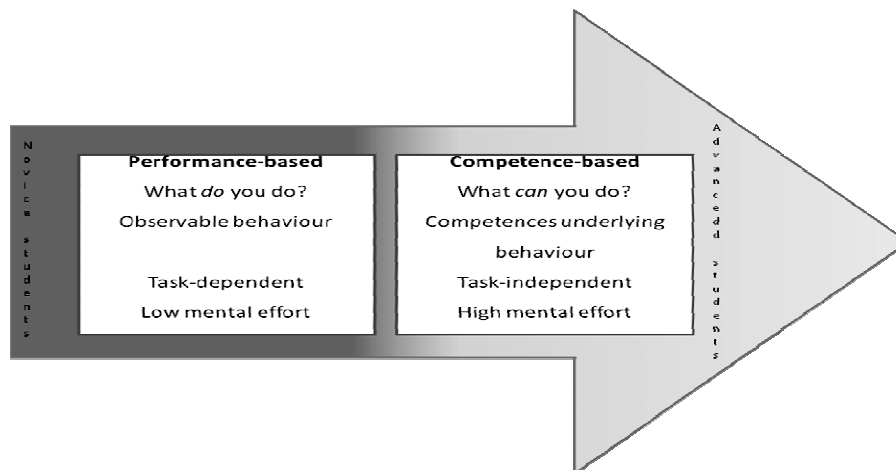 Novice students
Performance-based
What do you do?
Observable behaviour
Task-dependent
Low mental effort
Competence-based
What can you do?
Competences underlying
behaviour
Task-independent
High mental effort
Advancedd students